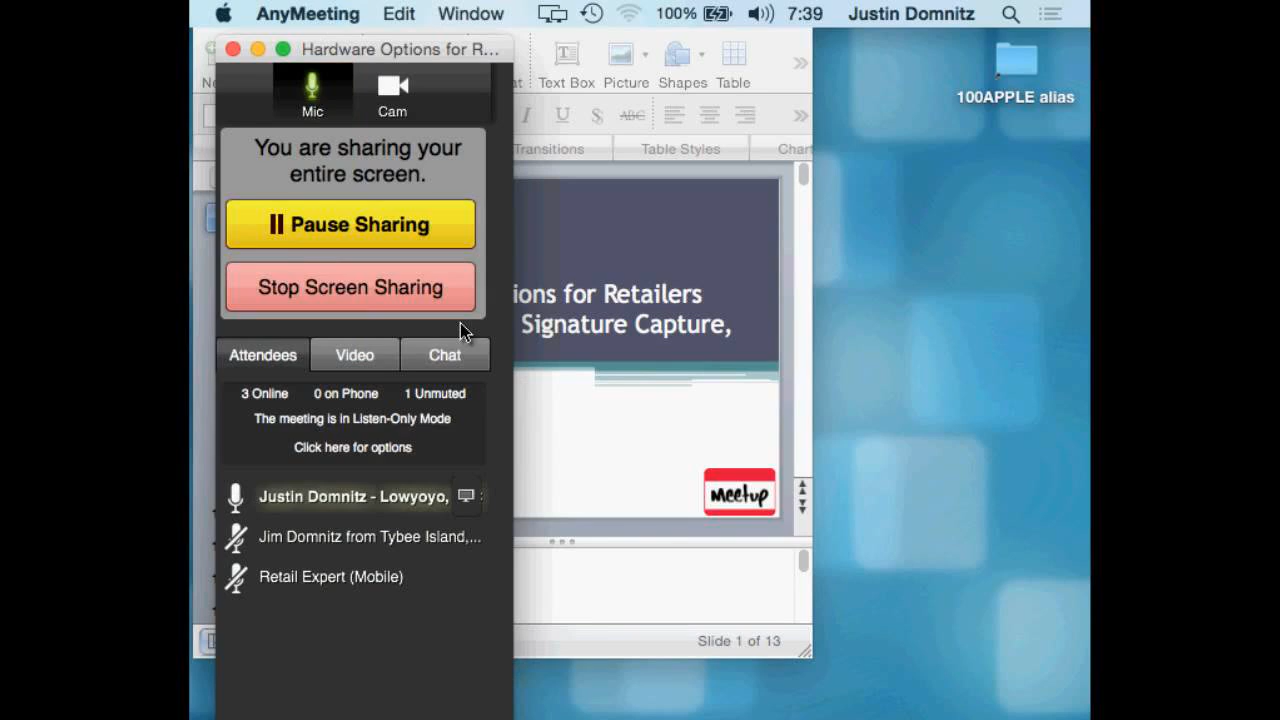 AnyMeeting Edit Window 100% 7:39 Justin Domnitz
Hardware Options for R...
Mic Cam
You are sharing your
entire screen.
Pause Sharing
Stop Screen Sharing
Attendees Video Chat
3 Online 0 on Phone 1 Unmuted
The meeting is in Listen-Only Mode
Click here for options
Justin Domnitz - Lowyoyo,
Jim Domnitz from Tybee Island,...
Retail Expert (Mobile)
Text Box Picture Shapes Table
I U S ABC
Transitions Table Styles Chart
ions for Retailers
Signature Capture,
Meetup
Slide 1 of 13
100APPLE alias